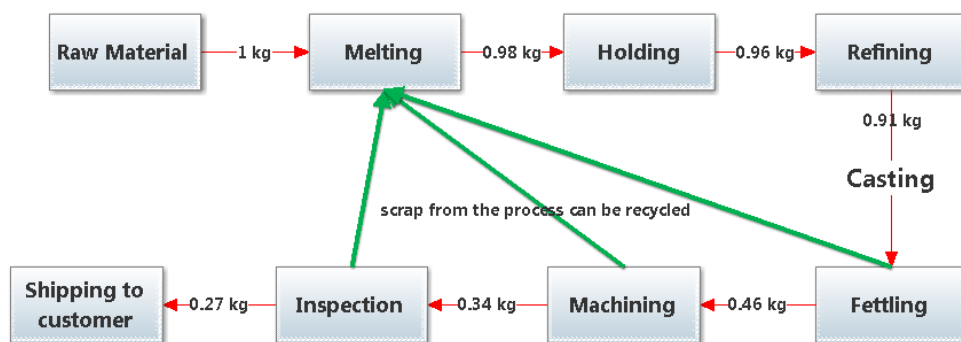 Raw Material
1 kg
Melting
0.98 kg
Holding
0.96 kg
Refining
0.91 kg
Casting
scrap from the process can be recycled
Shipping to
customer
0.27 kg
Inspection
0.34 kg
Machining
0.46 kg
Fettling